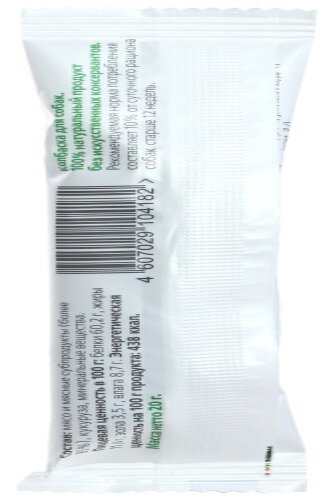 Колбаска для собак.
100% натуральный продукт
без искусственных консервантов.
Рекомендуемая норма потребления
составляет 10% от суточного рациона
собак старше 12 недель.
4 607029 104182 >
Состав: мясо и мясные субпродукты (более
%), кукуруза, минеральные вещества.
Пищевая ценность в 100 г: белки 60,2 г, жиры
г, зола 3,5 г, влага 8,7 г. Энергетическая
ценность на 100 г продукта: 438 ккал.
Масса нетто 20 г.